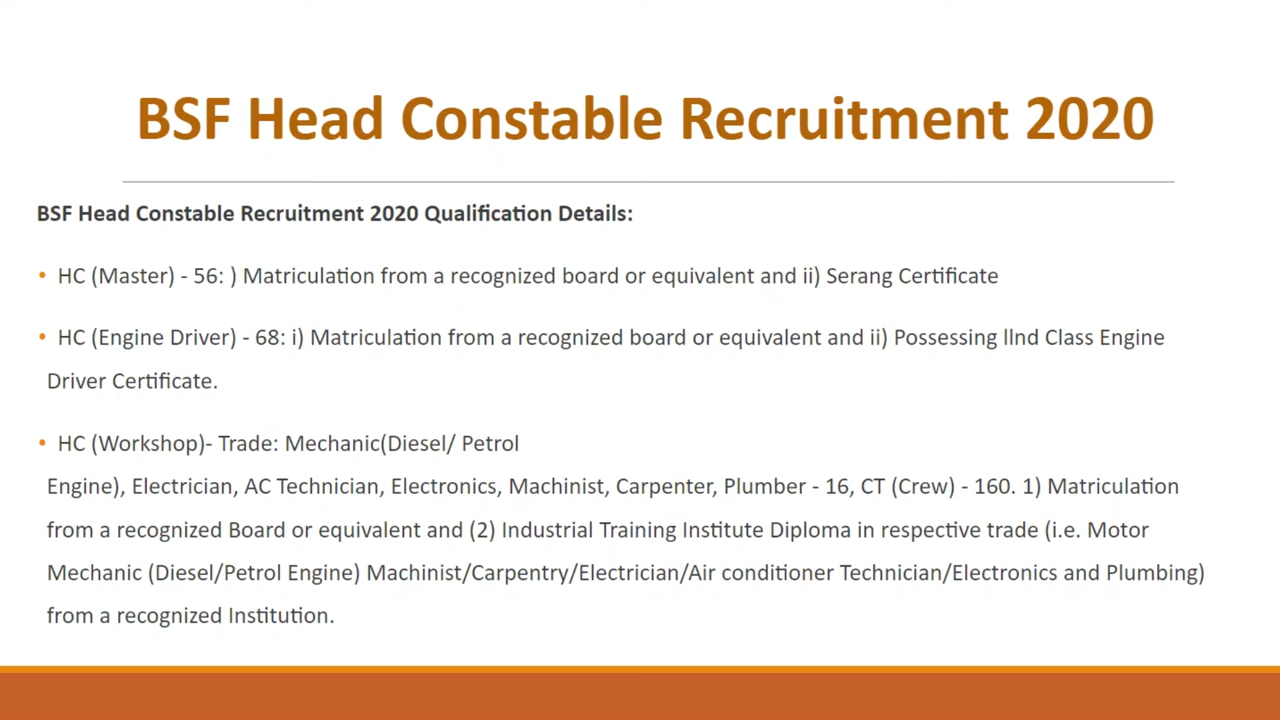 BSF Head Constable Recruitment 2020
BSF Head Constable Recruitment 2020 Qualification Details:
• HC (Master) - 56: ) Matriculation from a recognized board or equivalent and ii) Serang Certificate
• HC (Engine Driver) - 68: i) Matriculation from a recognized board or equivalent and ii) Possessing llnd Class Engine
Driver Certificate.
• HC (Workshop)- Trade: Mechanic(Diesel/ Petrol
Engine), Electrician, AC Technician, Electronics, Machinist, Carpenter, Plumber - 16, CT (Crew) - 160. 1) Matriculation
from a recognized Board or equivalent and (2) Industrial Training Institute Diploma in respective trade (i.e. Motor
Mechanic (Diesel/Petrol Engine) Machinist/Carpentry/Electrician/Air conditioner Technician/Electronics and Plumbing)
from a recognized Institution.